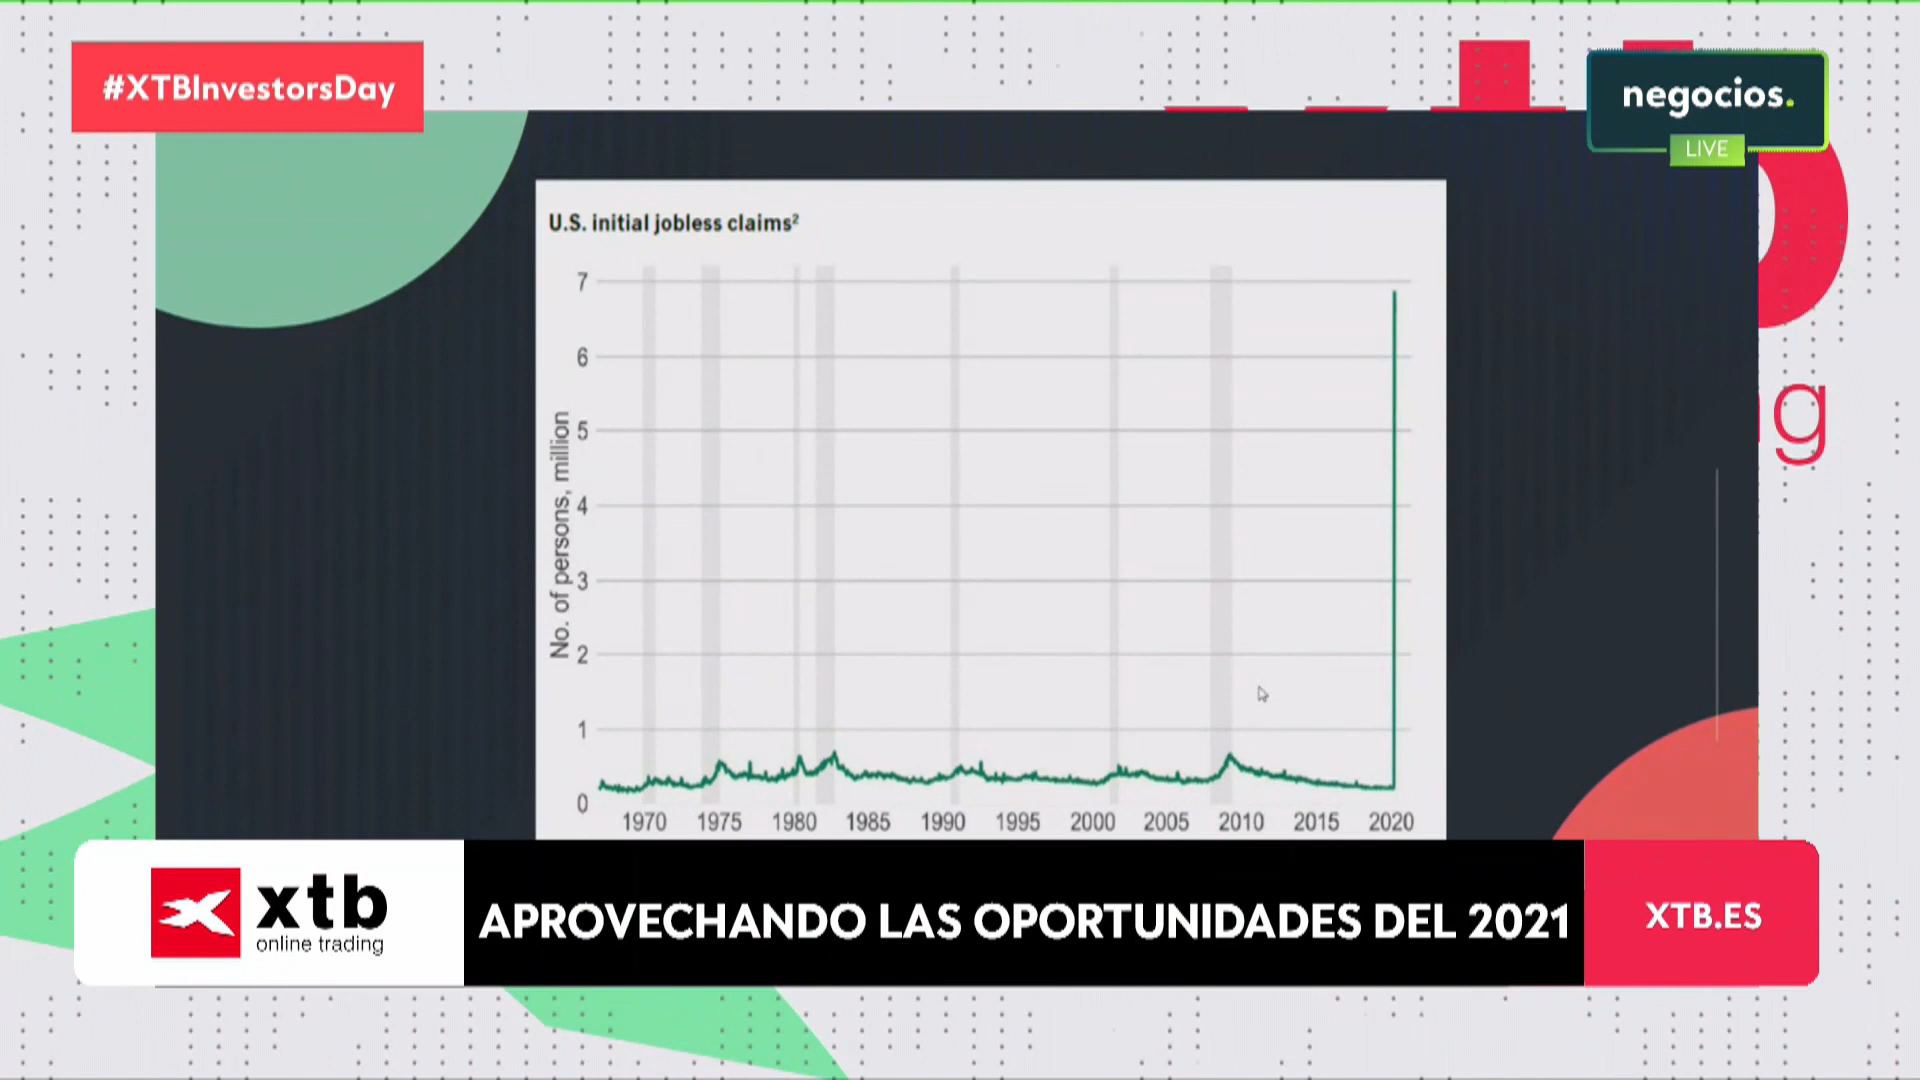 #XTBInvestorsDay
negocios.
LIVE
g
U.S. initial jobless claims²
No. of persons, million
7
6
5
4
3
2
1
0
1970 1975 1980 1985 1990 1995 2000 2005 2010 2015 2020
xtb
online trading
APROVECHANDO LAS OPORTUNIDADES DEL 2021
XTB.ES